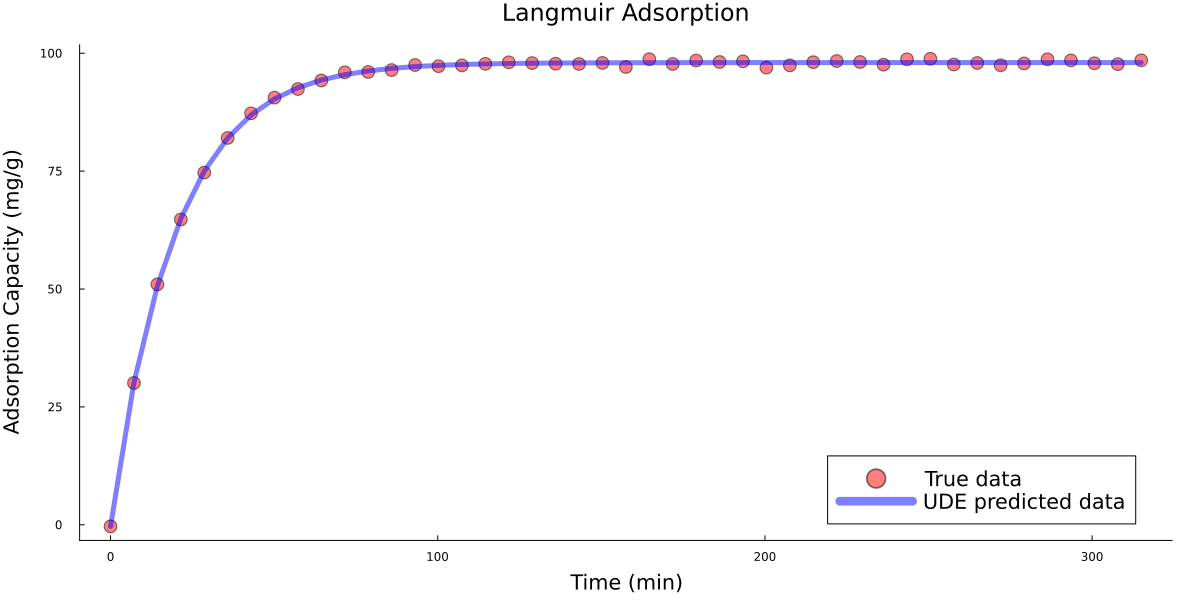 Langmuir Adsorption
Adsorption Capacity (mg/g)
100
75
50
25
0
0 100 200 300
Time (min)
True data
UDE predicted data